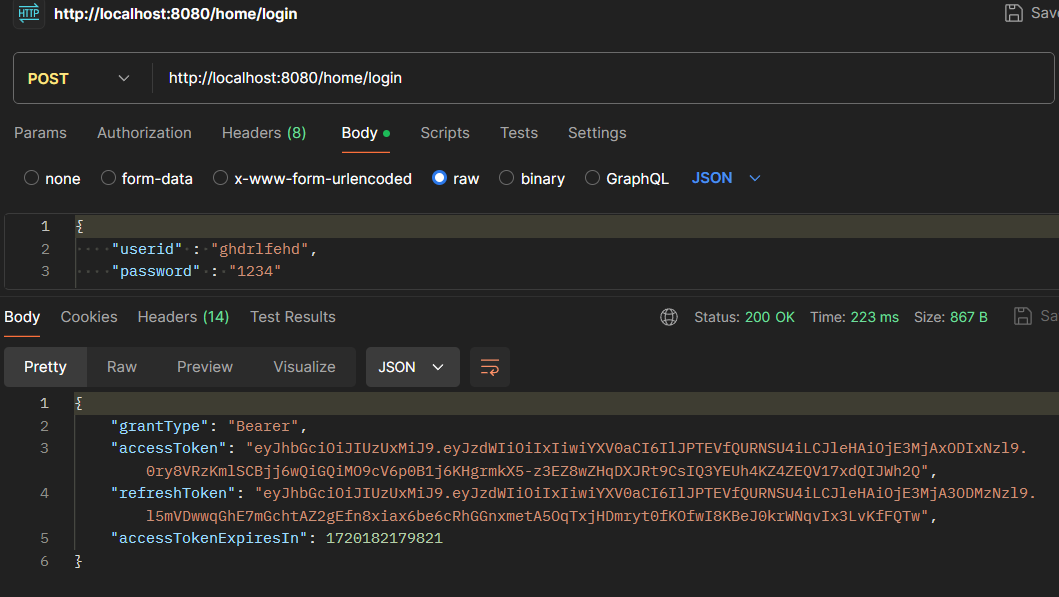 HTTP http://localhost:8080/home/login Save
POST http://localhost:8080/home/login
Params Authorization Headers (8) Body Scripts Tests Settings
none form-data x-www-form-urlencoded raw binary GraphQL JSON
1 {
2 "userid" : "ghdrlfehd",
3 "password" : "1234"
Body Cookies Headers (14) Test Results Status: 200 OK Time: 223 ms Size: 867 B Sa
Pretty Raw Preview Visualize JSON
1 {
2 "grantType": "Bearer",
3 "accessToken": "eyJhbGciOiJIUzUxMiJ9.eyJzdWIiOiIxIiwiYXV0aCI6IlJPTEVfQURNSU4iLCJleHAiOjE3MjAxODIxNzl9.
0ry8VRzKmlSCBjj6wQiGQiMO9cV6p0B1j6KHgrmkX5-z3EZ8wZHqDXJRt9CsIQ3YEUh4KZ4ZEQV17xdQIJWh2Q",
4 "refreshToken": "eyJhbGciOiJIUzUxMiJ9.eyJzdWIiOiIxIiwiYXV0aCI6IlJPTEVfQURNSU4iLCJleHAiOjE3MjA3ODMzNzl9.
l5mVDwwqGhE7mGchtAZ2gEfn8xiax6be6cRhGGnxmetA5OqTxjHDmryt0fKOfwI8KBeJ0krWNqvIx3LvKfFQTw",
5 "accessTokenExpiresIn": 1720182179821
6 }